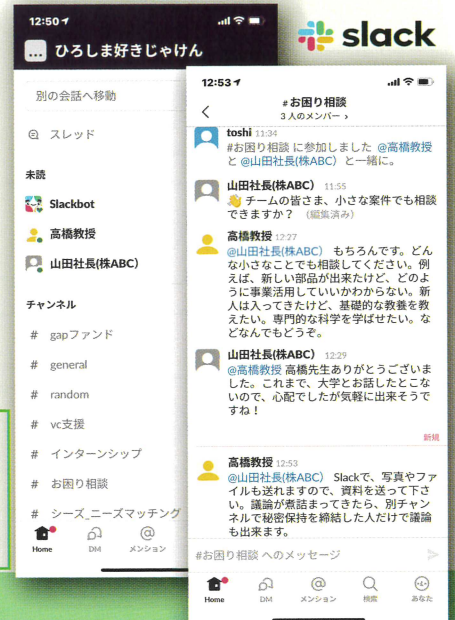 12:50
ひろしま好きじゃけん
別の会話へ移動
スレッド
未読
Slackbot
高橋教授
山田社長(株ABC)
チャンネル
# gapファンド
# general
# random
# vc支援
# インターンシップ
# お困り相談
# シーズ_ニーズマッチング
Home DM メンション
slack
12:53
#お困り相談
3 人のメンバー >
toshi 11:34
#お困り相談 に参加しました @高橋教授
と @山田社長(株ABC) と一緒に。
山田社長(株ABC) 11:55
👋 チームの皆さま、小さな案件でも相談
できますか? (編集済み)
高橋教授 12:27
@山田社長(株ABC) もちろんです。どん
な小さなことでも相談してください。例
えば、新しい部品が出来たけど、どのよ
うに事業活用していいかわからない。新
人は入ってきたけど、基礎的な教養を教
えたい。専門的な科学を学ばせたい。な
どなんでもどうぞ。
山田社長(株ABC) 12:29
@高橋教授 高橋先生ありがとうございま
した。これまで、大学とお話したとこな
いので、心配でしたが気軽に出来そうで
すね!
新規
高橋教授 12:53
@山田社長(株ABC) Slackで、写真やファ
イルも送れますので、資料を送って下さ
い。議論が煮詰まってきたら、別チャン
ネルで秘密保持を締結した人だけで議論
も出来ます。
#お困り相談 へのメッセージ
Home DM メンション 検索 あなた